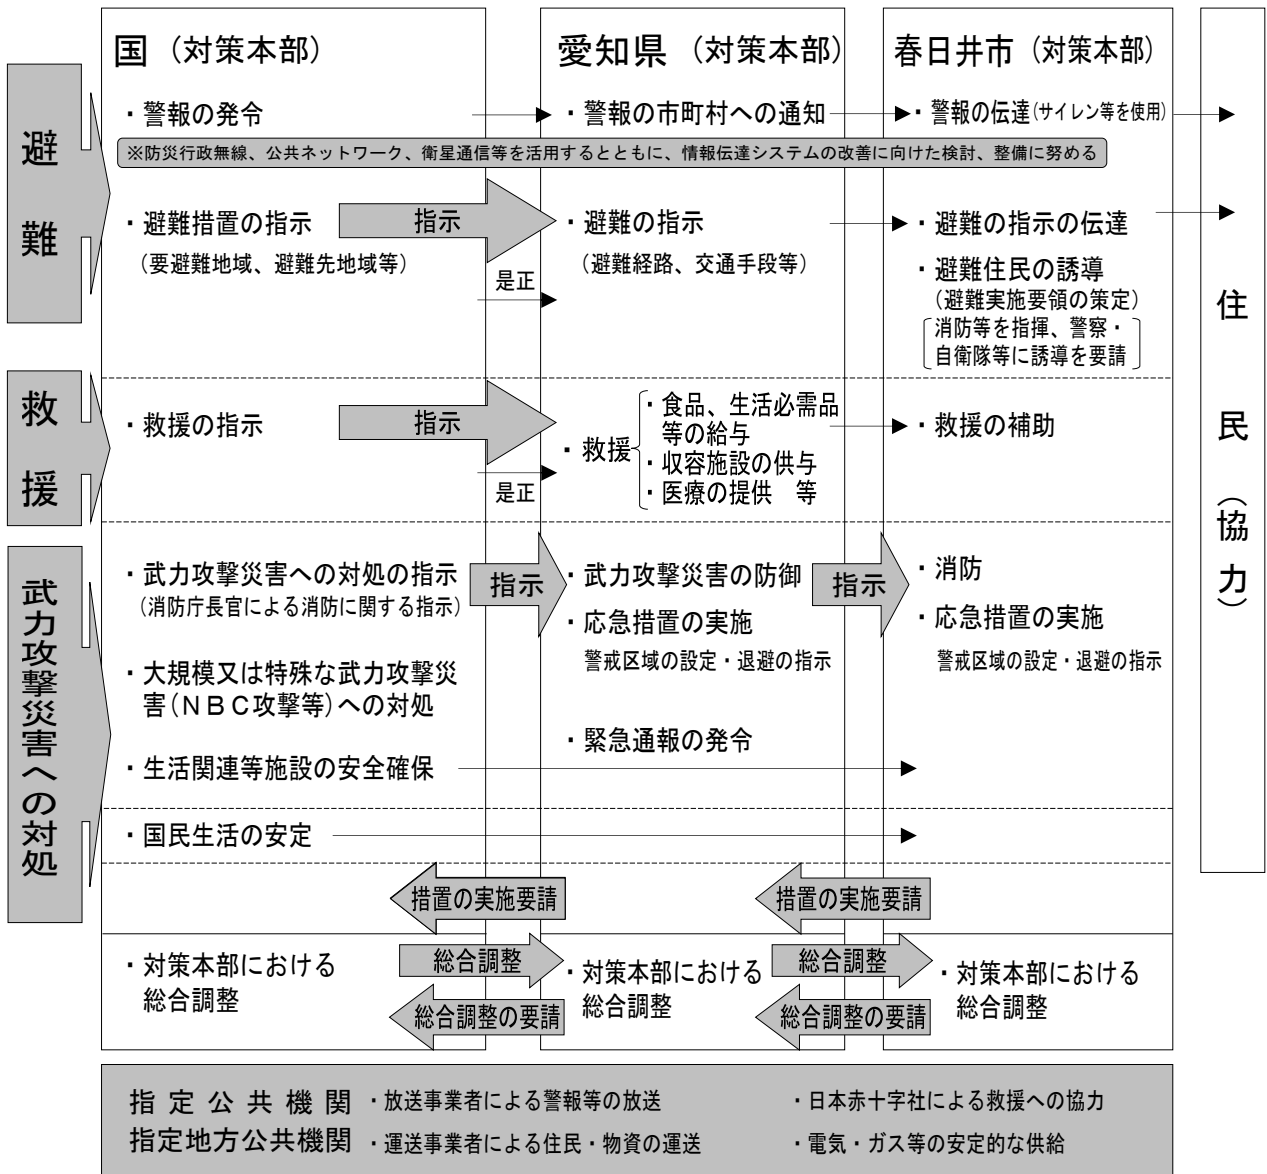 国（対策本部）
愛知県（対策本部）
春日井市（対策本部）
避難
・警報の発令
・警報の市町村への通知
・警報の伝達(サイレン等を使用)
※防災行政無線、公共ネットワーク、衛星通信等を活用するとともに、情報伝達システムの改善に向けた検討、整備に努める
・避難措置の指示
（要避難地域、避難先地域等）
指示
是正
・避難の指示
（避難経路、交通手段等）
・避難の指示の伝達
・避難住民の誘導
（避難実施要領の策定）
消防等を指揮、警察・
自衛隊等に誘導を要請
住民（協力）
救援
・救援の指示
指示
是正
・救援
・食品、生活必需品
等の給与
・収容施設の供与
・医療の提供　等
・救援の補助
武力攻撃災害への対処
・武力攻撃災害への対処の指示
（消防庁長官による消防に関する指示）
指示
・武力攻撃災害の防御
指示
・消防
・応急措置の実施
警戒区域の設定・退避の指示
・応急措置の実施
警戒区域の設定・退避の指示
・大規模又は特殊な武力攻撃災
害（ＮＢＣ攻撃等）への対処
・緊急通報の発令
・生活関連等施設の安全確保
・国民生活の安定
措置の実施要請
措置の実施要請
・対策本部における
総合調整
総合調整
総合調整の要請
・対策本部における
総合調整
総合調整
総合調整の要請
・対策本部における
総合調整
指定公共機関
・放送事業者による警報等の放送
・日本赤十字社による救援への協力
指定地方公共機関
・運送事業者による住民・物資の運送
・電気・ガス等の安定的な供給